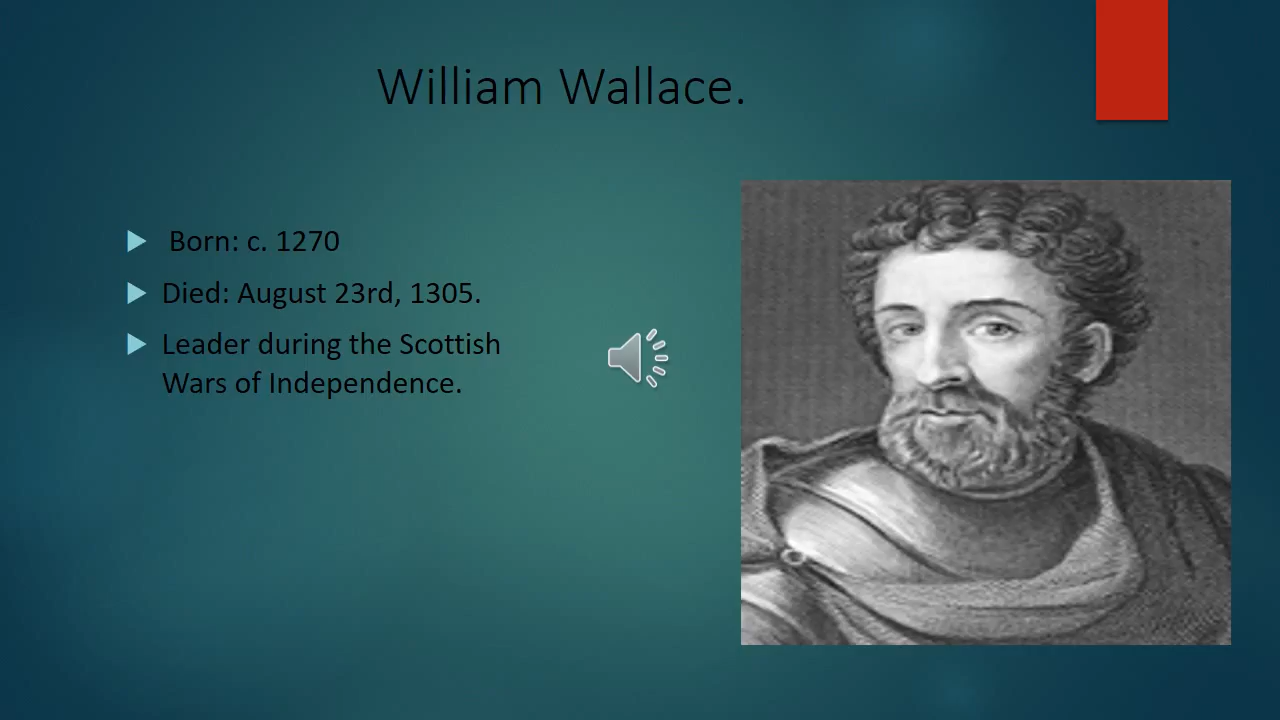 William Wallace.
Born: c. 1270
Died: August 23rd, 1305.
Leader during the Scottish
Wars of Independence.